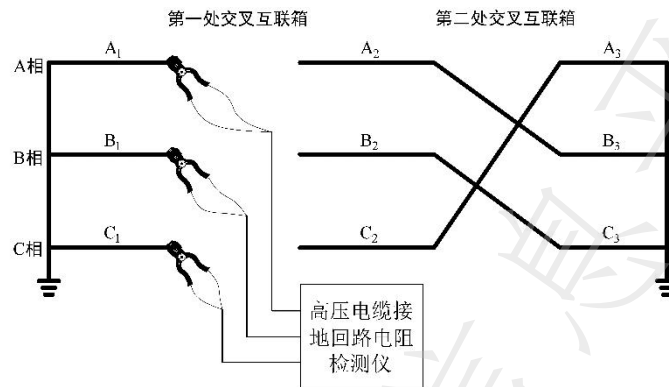 第一处交叉互联箱 第二处交叉互联箱
A相 A₁ A₂ A₃
B相 B₁ B₂ B₃
C相 C₁ C₂ C₃
高压电缆接
地回路电阻
检测仪